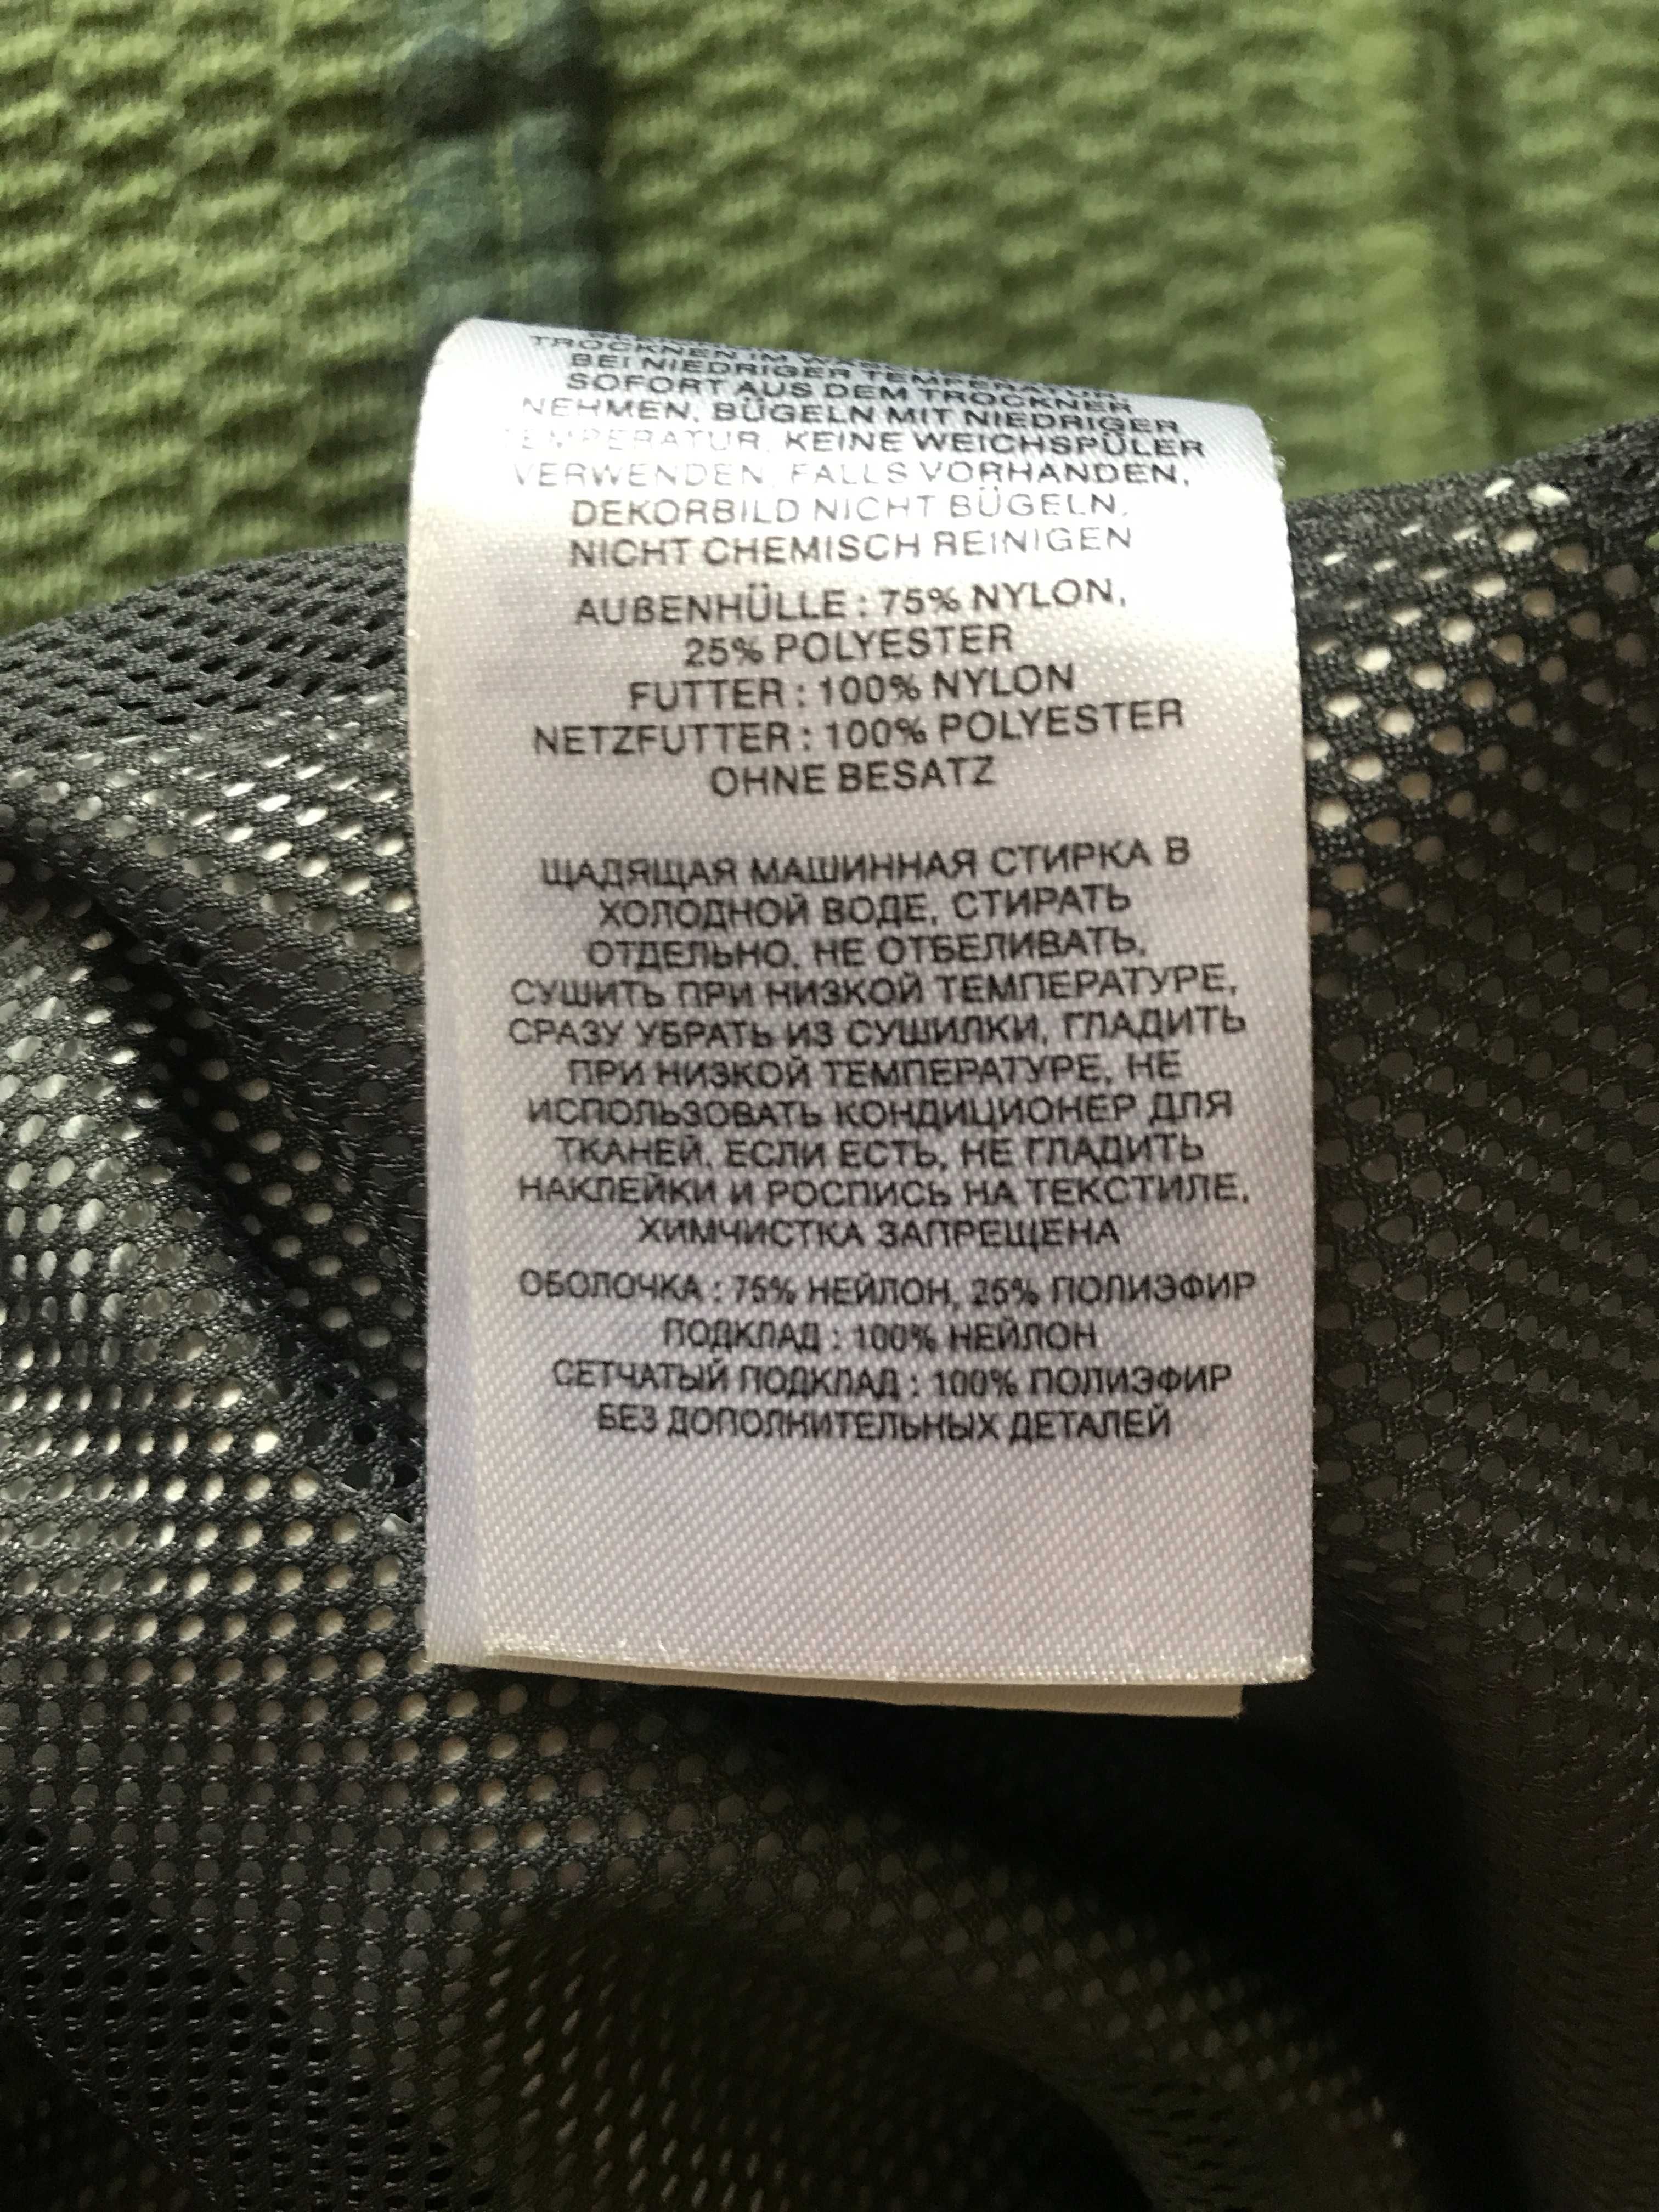 TROCKNEN IM
BEI NIEDRIGER TEMPERATUR,
SOFORT AUS DEM TROCKNER
NEHMEN, BÜGELN MIT NIEDRIGER
TEMPERATUR, KEINE WEICHSPÜLER
VERWENDEN, FALLS VORHANDEN,
DEKORBILD NICHT BÜGELN,
NICHT CHEMISCH REINIGEN
AUßENHÜLLE : 75% NYLON,
25% POLYESTER
FUTTER : 100% NYLON
NETZFUTTER : 100% POLYESTER
OHNE BESATZ
ЩАДЯЩАЯ МАШИННАЯ СТИРКА В
ХОЛОДНОЙ ВОДЕ, СТИРАТЬ
ОТДЕЛЬНО, НЕ ОТБЕЛИВАТЬ,
СУШИТЬ ПРИ НИЗКОЙ ТЕМПЕРАТУРЕ,
СРАЗУ УБРАТЬ ИЗ СУШИЛКИ, ГЛАДИТЬ
ПРИ НИЗКОЙ ТЕМПЕРАТУРЕ, НЕ
ИСПОЛЬЗОВАТЬ КОНДИЦИОНЕР ДЛЯ
ТКАНЕЙ, ЕСЛИ ЕСТЬ, НЕ ГЛАДИТЬ
НАКЛЕЙКИ И РОСПИСЬ НА ТЕКСТИЛЕ,
ХИМЧИСТКА ЗАПРЕЩЕНА
ОБОЛОЧКА : 75% НЕЙЛОН, 25% ПОЛИЭФИР
ПОДКЛАД : 100% НЕЙЛОН
СЕТЧАТЫЙ ПОДКЛАД : 100% ПОЛИЭФИР
БЕЗ ДОПОЛНИТЕЛЬНЫХ ДЕТАЛЕЙ